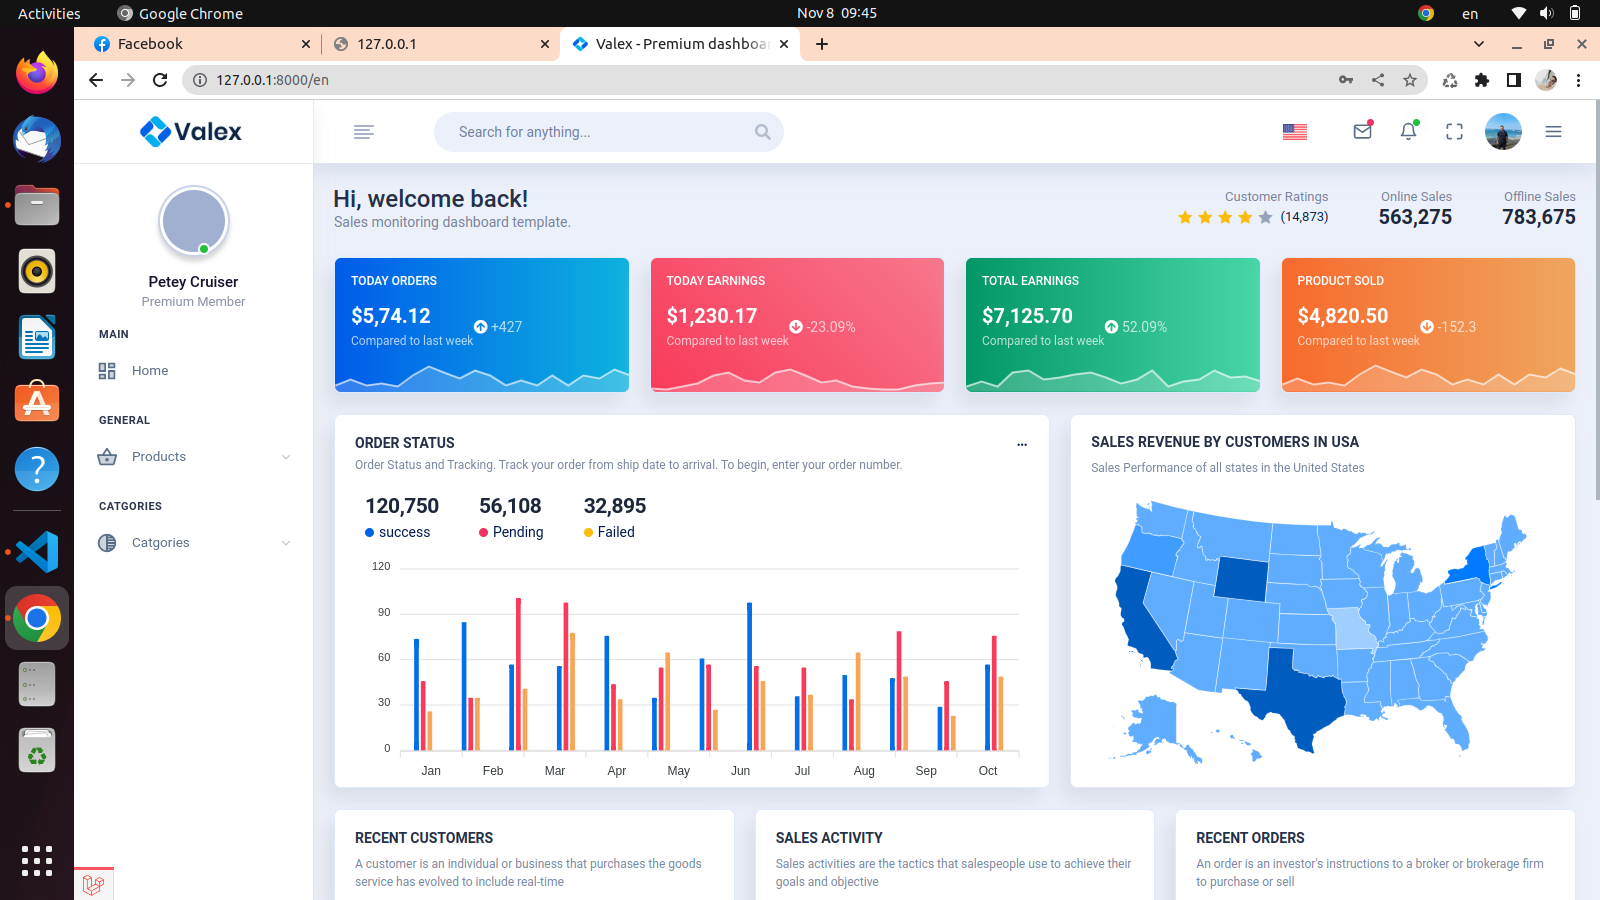 Activities
Google Chrome
Nov 8 09:45
en
Facebook
127.0.0.1
Valex - Premium dashboa
127.0.0.1:8000/en
Valex
Search for anything...
Petey Cruiser
Premium Member
MAIN
Home
GENERAL
Products
CATGORIES
Catgories
Hi, welcome back!
Sales monitoring dashboard template.
Customer Ratings
(14,873)
Online Sales
563,275
Offline Sales
783,675
TODAY ORDERS
$5,74.12
+427
Compared to last week
TODAY EARNINGS
$1,230.17
-23.09%
Compared to last week
TOTAL EARNINGS
$7,125.70
52.09%
Compared to last week
PRODUCT SOLD
$4,820.50
-152.3
Compared to last week
ORDER STATUS
Order Status and Tracking. Track your order from ship date to arrival. To begin, enter your order number.
120,750
success
56,108
Pending
32,895
Failed
120
90
60
30
0
Jan Feb Mar Apr May Jun Jul Aug Sep Oct
SALES REVENUE BY CUSTOMERS IN USA
Sales Performance of all states in the United States
RECENT CUSTOMERS
A customer is an individual or business that purchases the goods
service has evolved to include real-time
SALES ACTIVITY
Sales activities are the tactics that salespeople use to achieve their
goals and objective
RECENT ORDERS
An order is an investor's instructions to a broker or brokerage firm
to purchase or sell